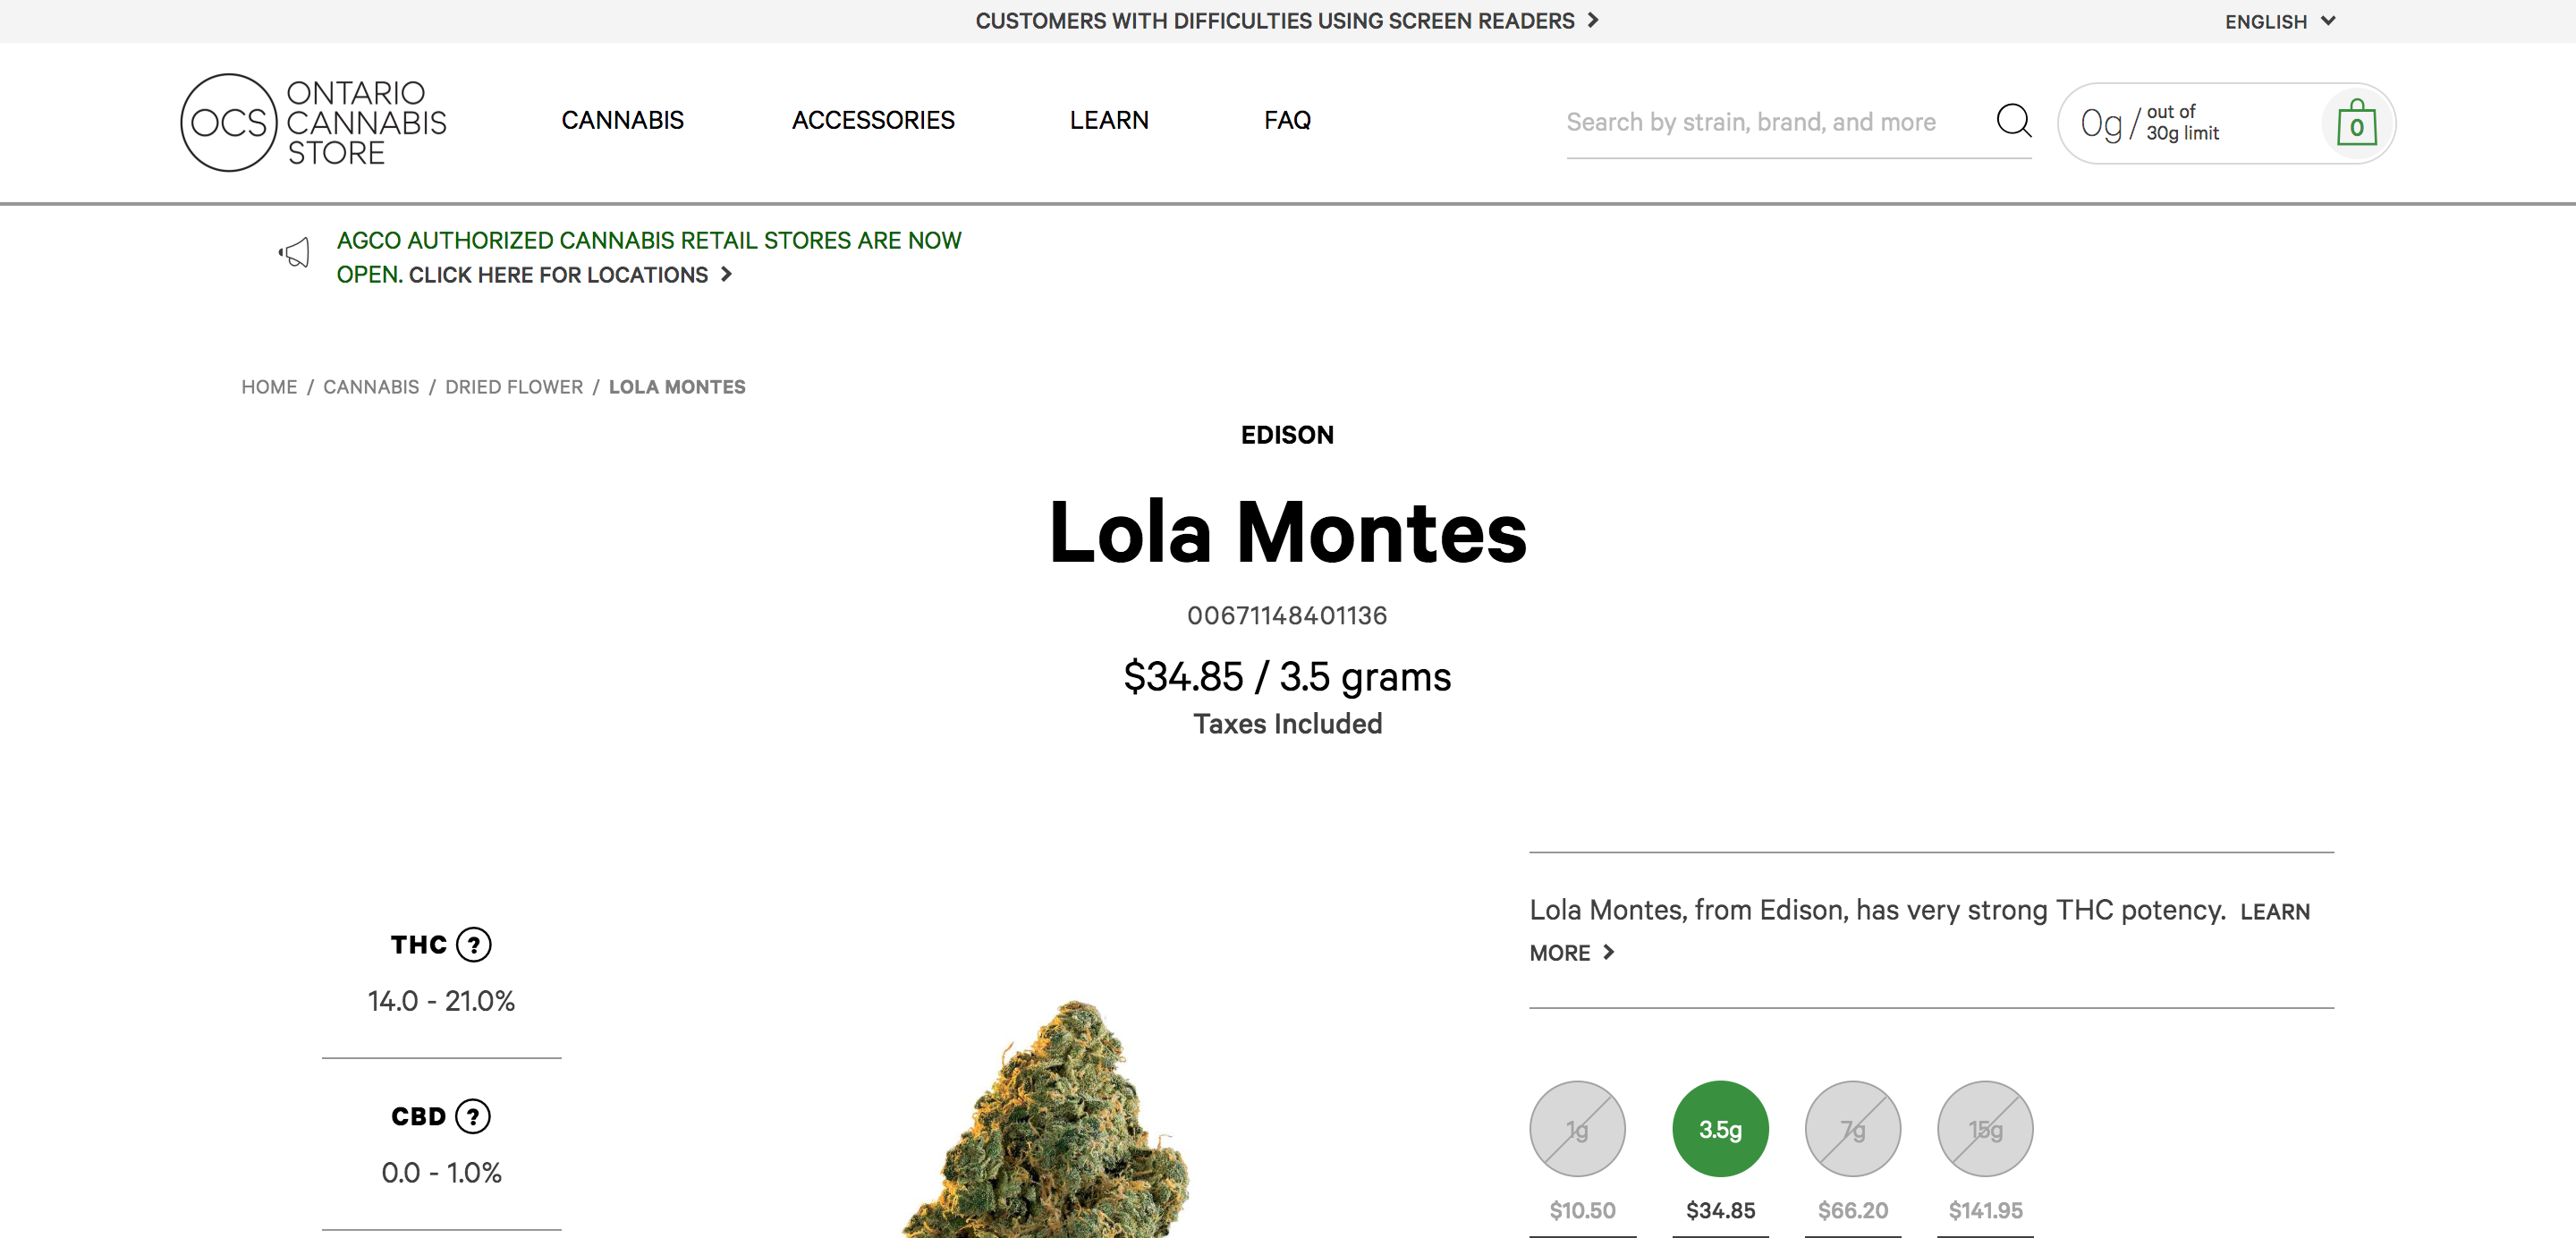 CUSTOMERS WITH DIFFICULTIES USING SCREEN READERS
ENGLISH
OCS
ONTARIO
CANNABIS
STORE
CANNABIS
ACCESSORIES
LEARN
FAQ
Search by strain, brand, and more
0g / out of
30g limit
0
AGCO AUTHORIZED CANNABIS RETAIL STORES ARE NOW
OPEN. CLICK HERE FOR LOCATIONS
HOME / CANNABIS / DRIED FLOWER / LOLA MONTES
EDISON
Lola Montes
00671148401136
$34.85 / 3.5 grams
Taxes Included
THC ?
14.0 - 21.0%
CBD ?
0.0 - 1.0%
Lola Montes, from Edison, has very strong THC potency. LEARN
MORE
1g 3.5g 7g 15g
$10.50 $34.85 $66.20 $141.95